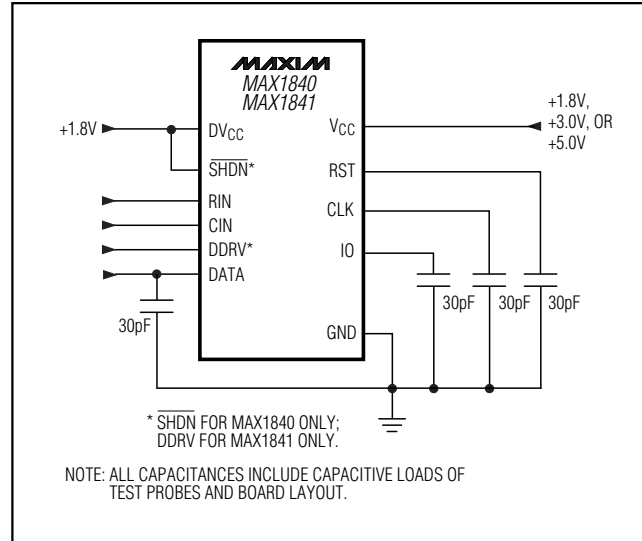 MAXIM
MAX1840
MAX1841
+1.8V
DVCC
SHDN*
RIN
CIN
DDRV*
DATA
30pF
VCC
RST
CLK
IO
GND
+1.8V,
+3.0V, OR
+5.0V
30pF
30pF
30pF
* SHDN FOR MAX1840 ONLY;
DDRV FOR MAX1841 ONLY.
NOTE: ALL CAPACITANCES INCLUDE CAPACITIVE LOADS OF
TEST PROBES AND BOARD LAYOUT.